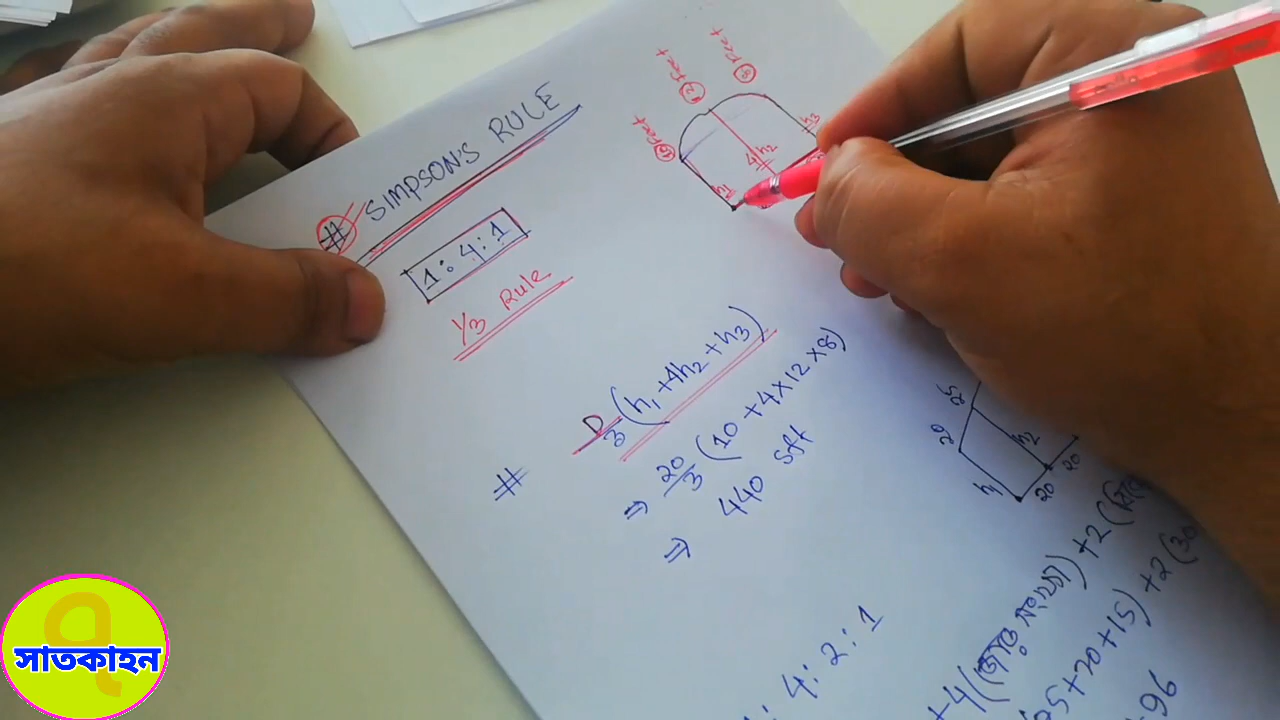 # SIMPSON'S RULE
1:4:1
1/3 Rule
10 Feet
12 Feet
8 Feet
h1
4h2
h3
# D/3 (h1+4h2+h3)
⇒ 20/3 (10+4×12×8)
⇒ 440 sft
25
20
h1
h2
20
20
4:2:1
+4(জোড় সংখ্যা)+2(
25+20+15)+2(30
96
সাতকাহন